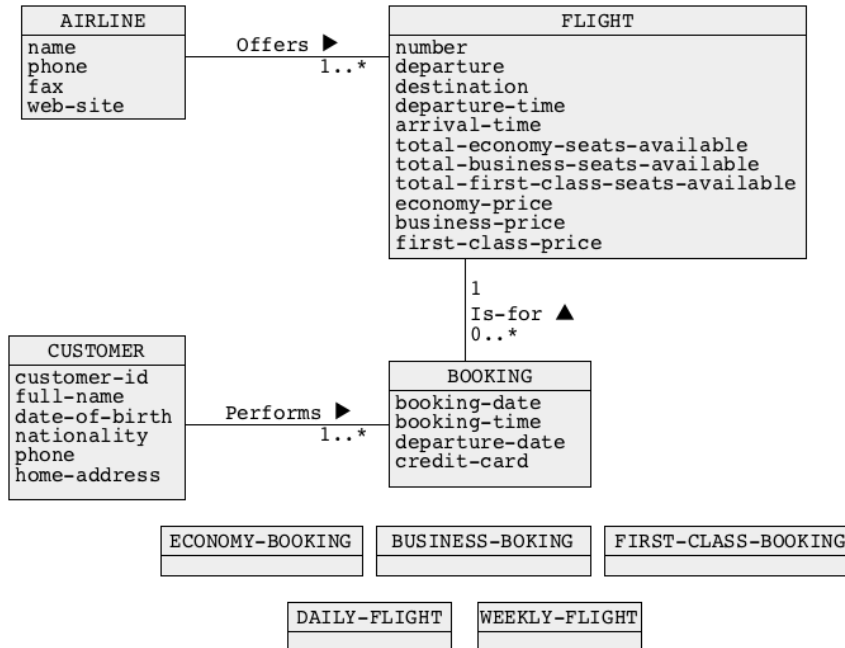 AIRLINE
name
phone
fax
web-site
Offers ▶
1..*
FLIGHT
number
departure
destination
departure-time
arrival-time
total-economy-seats-available
total-business-seats-available
total-first-class-seats-available
economy-price
business-price
first-class-price
1
Is-for ▲
0..*
CUSTOMER
customer-id
full-name
date-of-birth
nationality
phone
home-address
Performs ▶
1..*
BOOKING
booking-date
booking-time
departure-date
credit-card
ECONOMY-BOOKING
BUSINESS-BOKING
FIRST-CLASS-BOOKING
DAILY-FLIGHT
WEEKLY-FLIGHT